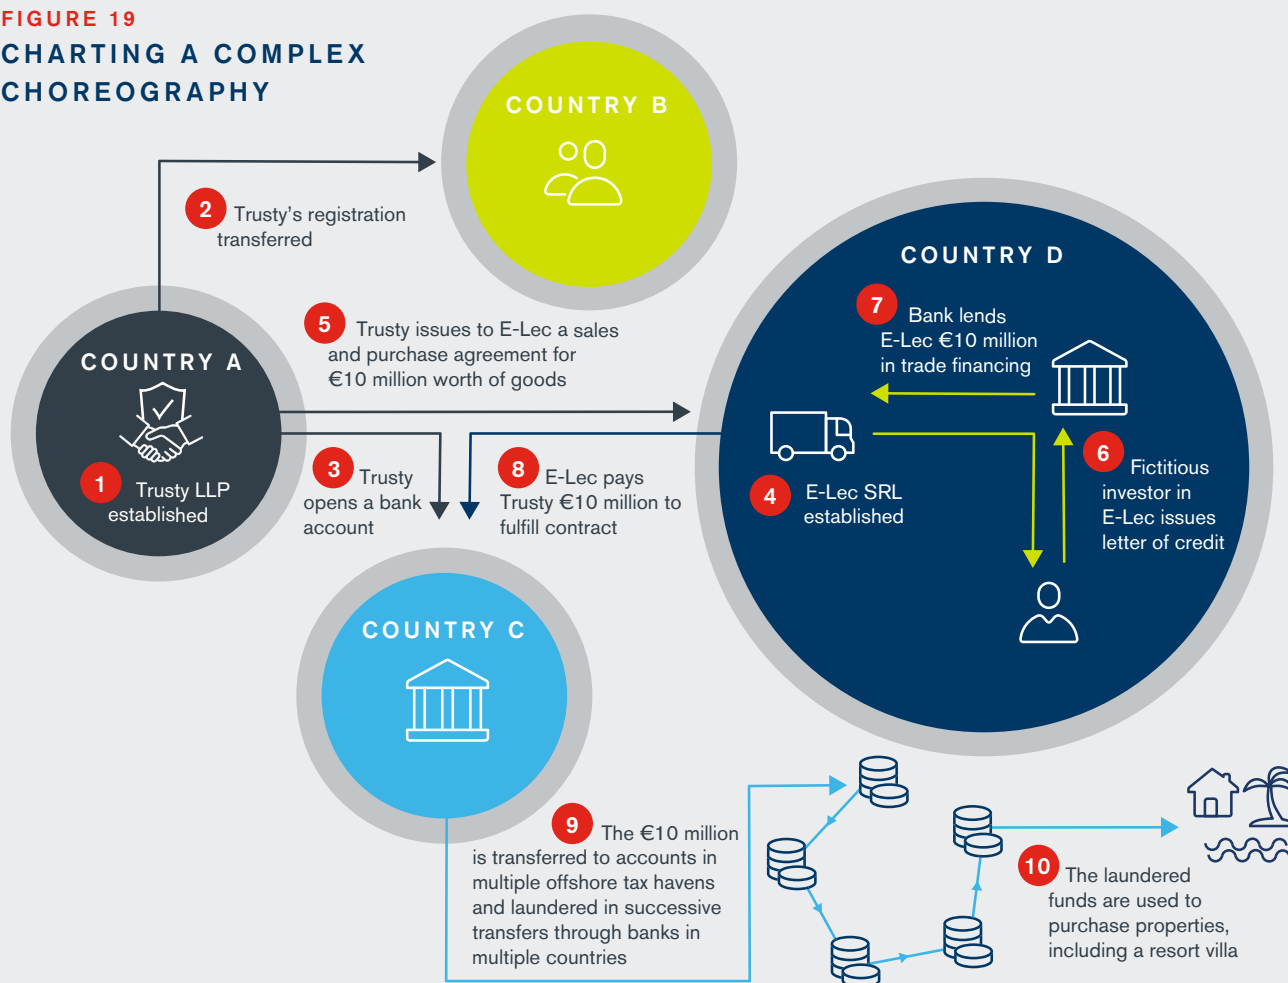 FIGURE 19
CHARTING A COMPLEX
CHOREOGRAPHY
COUNTRY B
2 Trusty's registration
transferred
COUNTRY A
1 Trusty LLP
established
5 Trusty issues to E-Lec a sales
and purchase agreement for
€10 million worth of goods
3 Trusty
opens a bank
account
8 E-Lec pays
Trusty €10 million to
fulfill contract
COUNTRY D
7 Bank lends
E-Lec €10 million
in trade financing
4 E-Lec SRL
established
6 Fictitious
investor in
E-Lec issues
letter of credit
COUNTRY C
9 The €10 million
is transferred to accounts in
multiple offshore tax havens
and laundered in successive
transfers through banks in
multiple countries
10 The laundered
funds are used to
purchase properties,
including a resort villa